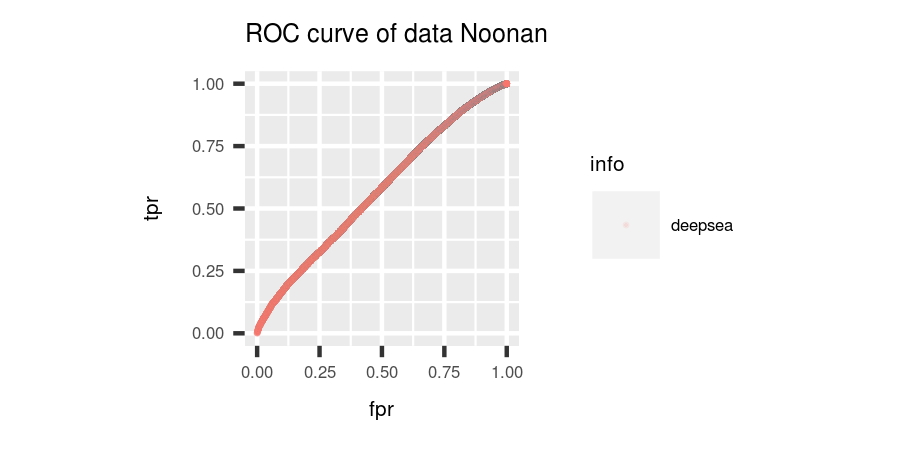 ROC curve of data Noonan
1.00
0.75
0.50
0.25
0.00
tpr
0.00 0.25 0.50 0.75 1.00
fpr
info
deepsea